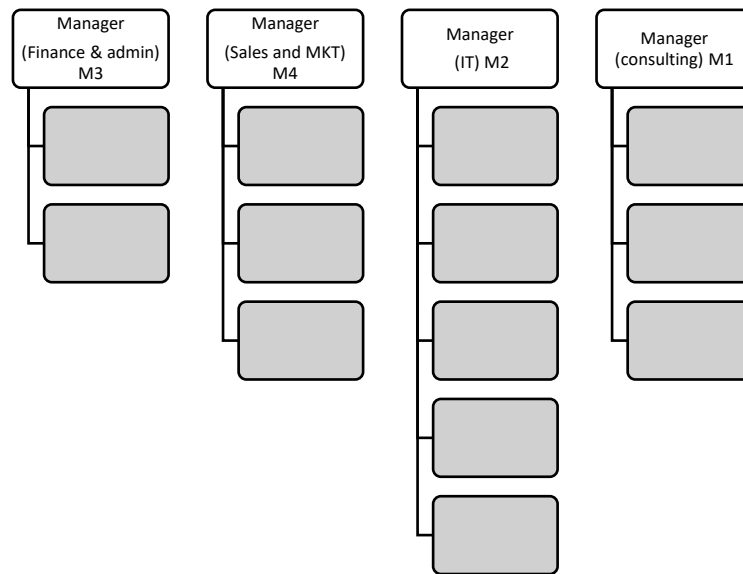 Manager
(Finance & admin)
M3
Manager
(Sales and MKT)
M4
Manager
(IT) M2
Manager
(consulting) M1